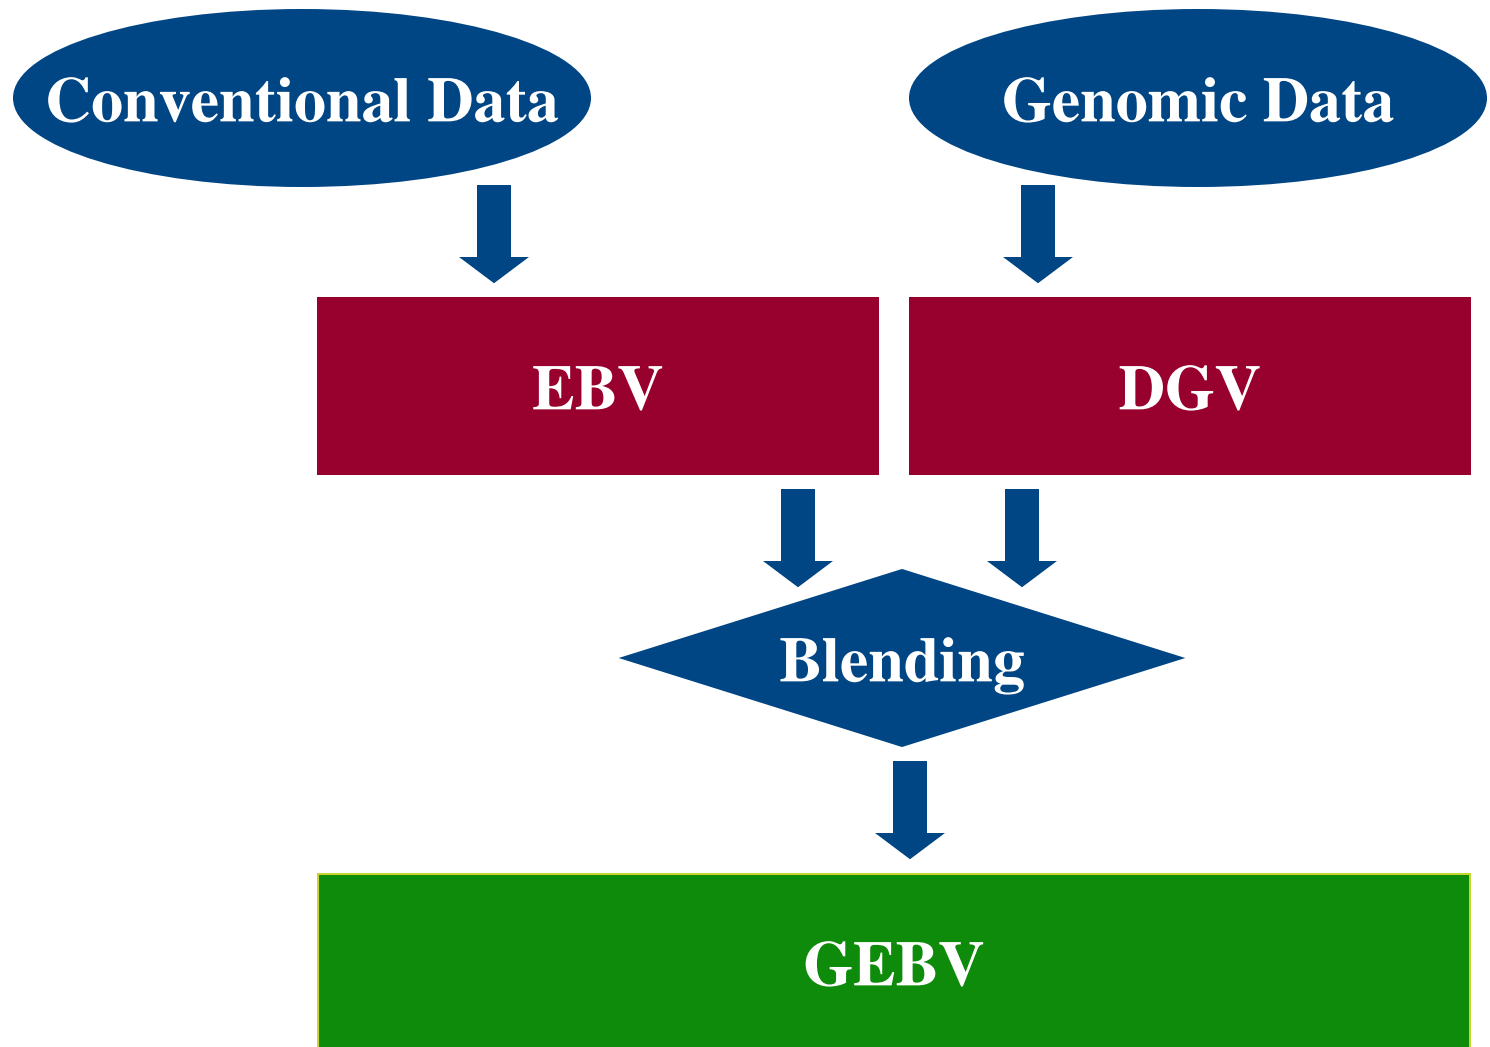 Conventional Data
Genomic Data
EBV
DGV
Blending
GEBV